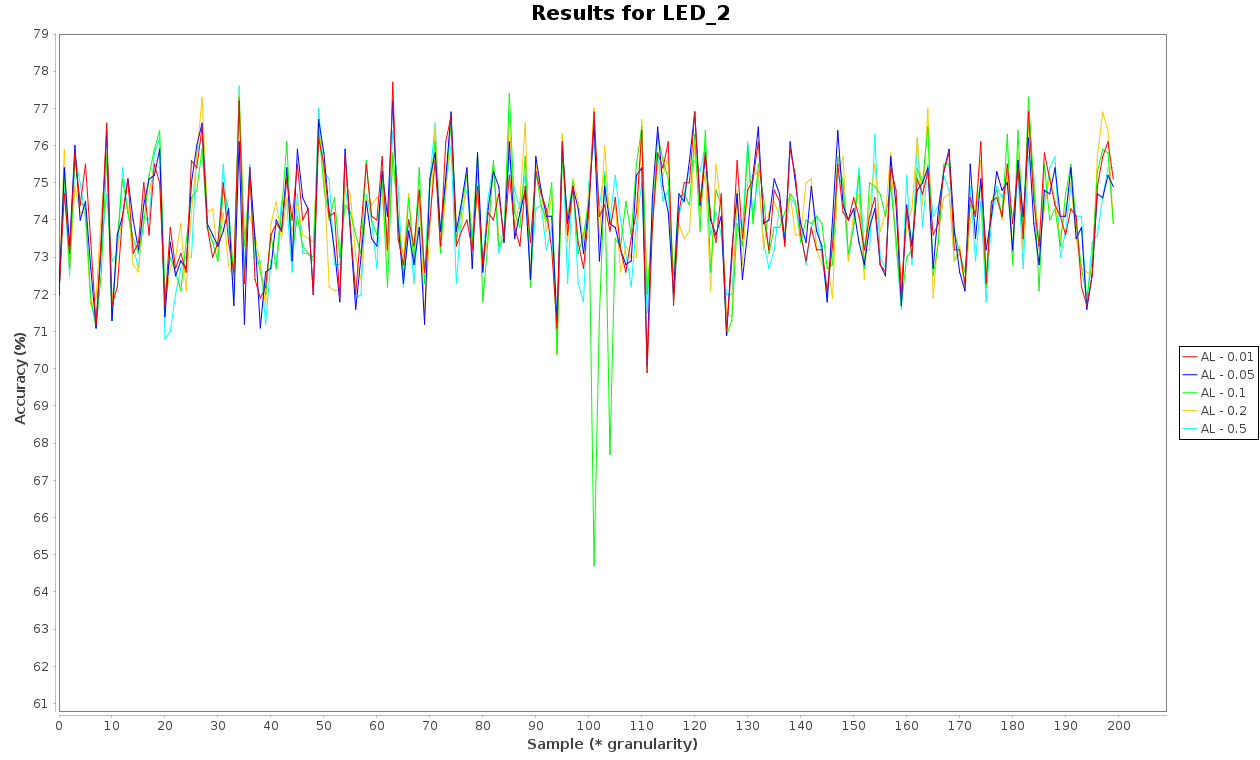 Results for LED_2
79
78
77
76
75
74
73
72
71
70
69
68
67
66
65
64
63
62
61
Accuracy (%)
0 10 20 30 40 50 60 70 80 90 100 110 120 130 140 150 160 170 180 190 200
Sample (* granularity)
AL - 0.01
AL - 0.05
AL - 0.1
AL - 0.2
AL - 0.5